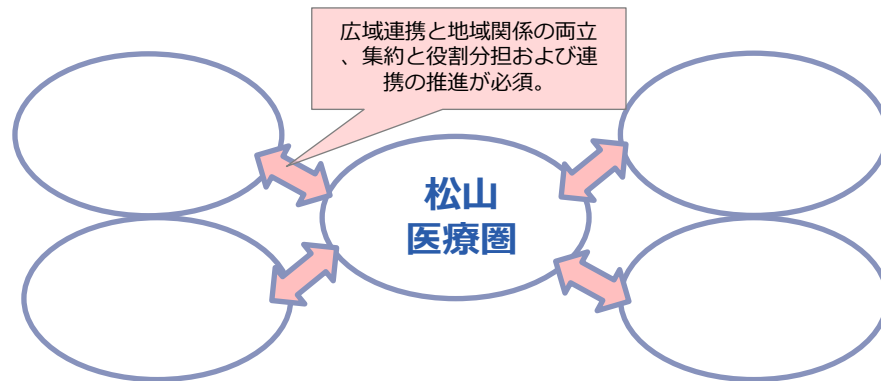 広域連携と地域関係の両立
、集約と役割分担および連
携の推進が必須。
松山
医療圏